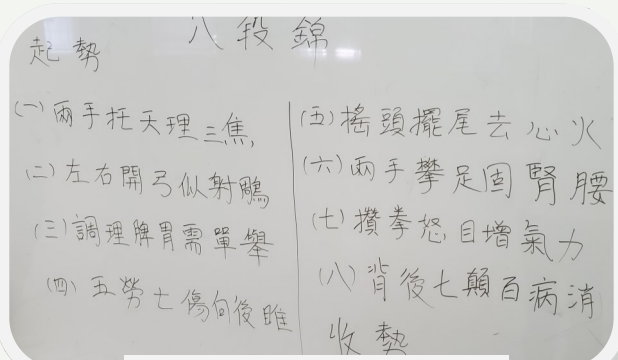 八段錦
起勢
(一)兩手托天理三焦,
(二)左右開弓似射鵰
(三)調理脾胃需單舉
(四)五勞七傷向後睢
(五)搖頭擺尾去心火
(六)兩手攀足固腎腰
(七)攢拳怒目增氣力
(八)背後七顛百病消
收勢